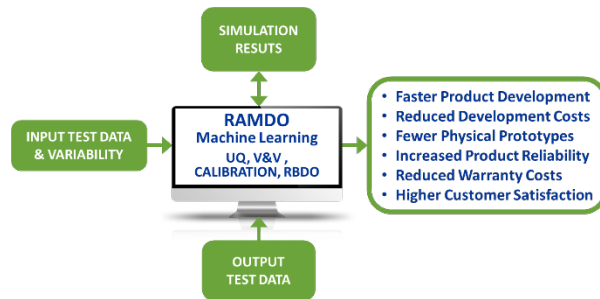 SIMULATION
RESUTS
INPUT TEST DATA
& VARIABILITY
RAMDO
Machine Learning
UQ, V&V ,
CALIBRATION, RBDO
• Faster Product Development
• Reduced Development Costs
• Fewer Physical Prototypes
• Increased Product Reliability
• Reduced Warranty Costs
• Higher Customer Satisfaction
OUTPUT
TEST DATA